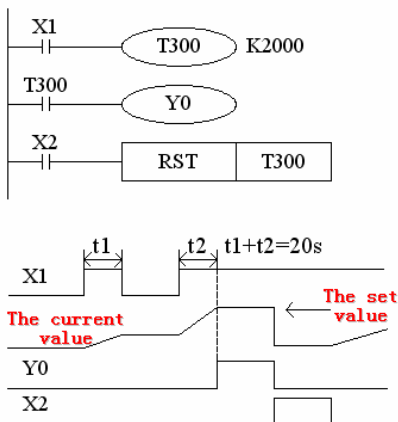 X1
T300 K2000
T300
Y0
X2
RST T300
t1 t2 t1+t2=20s
X1
The current
value
The set
value
Y0
X2